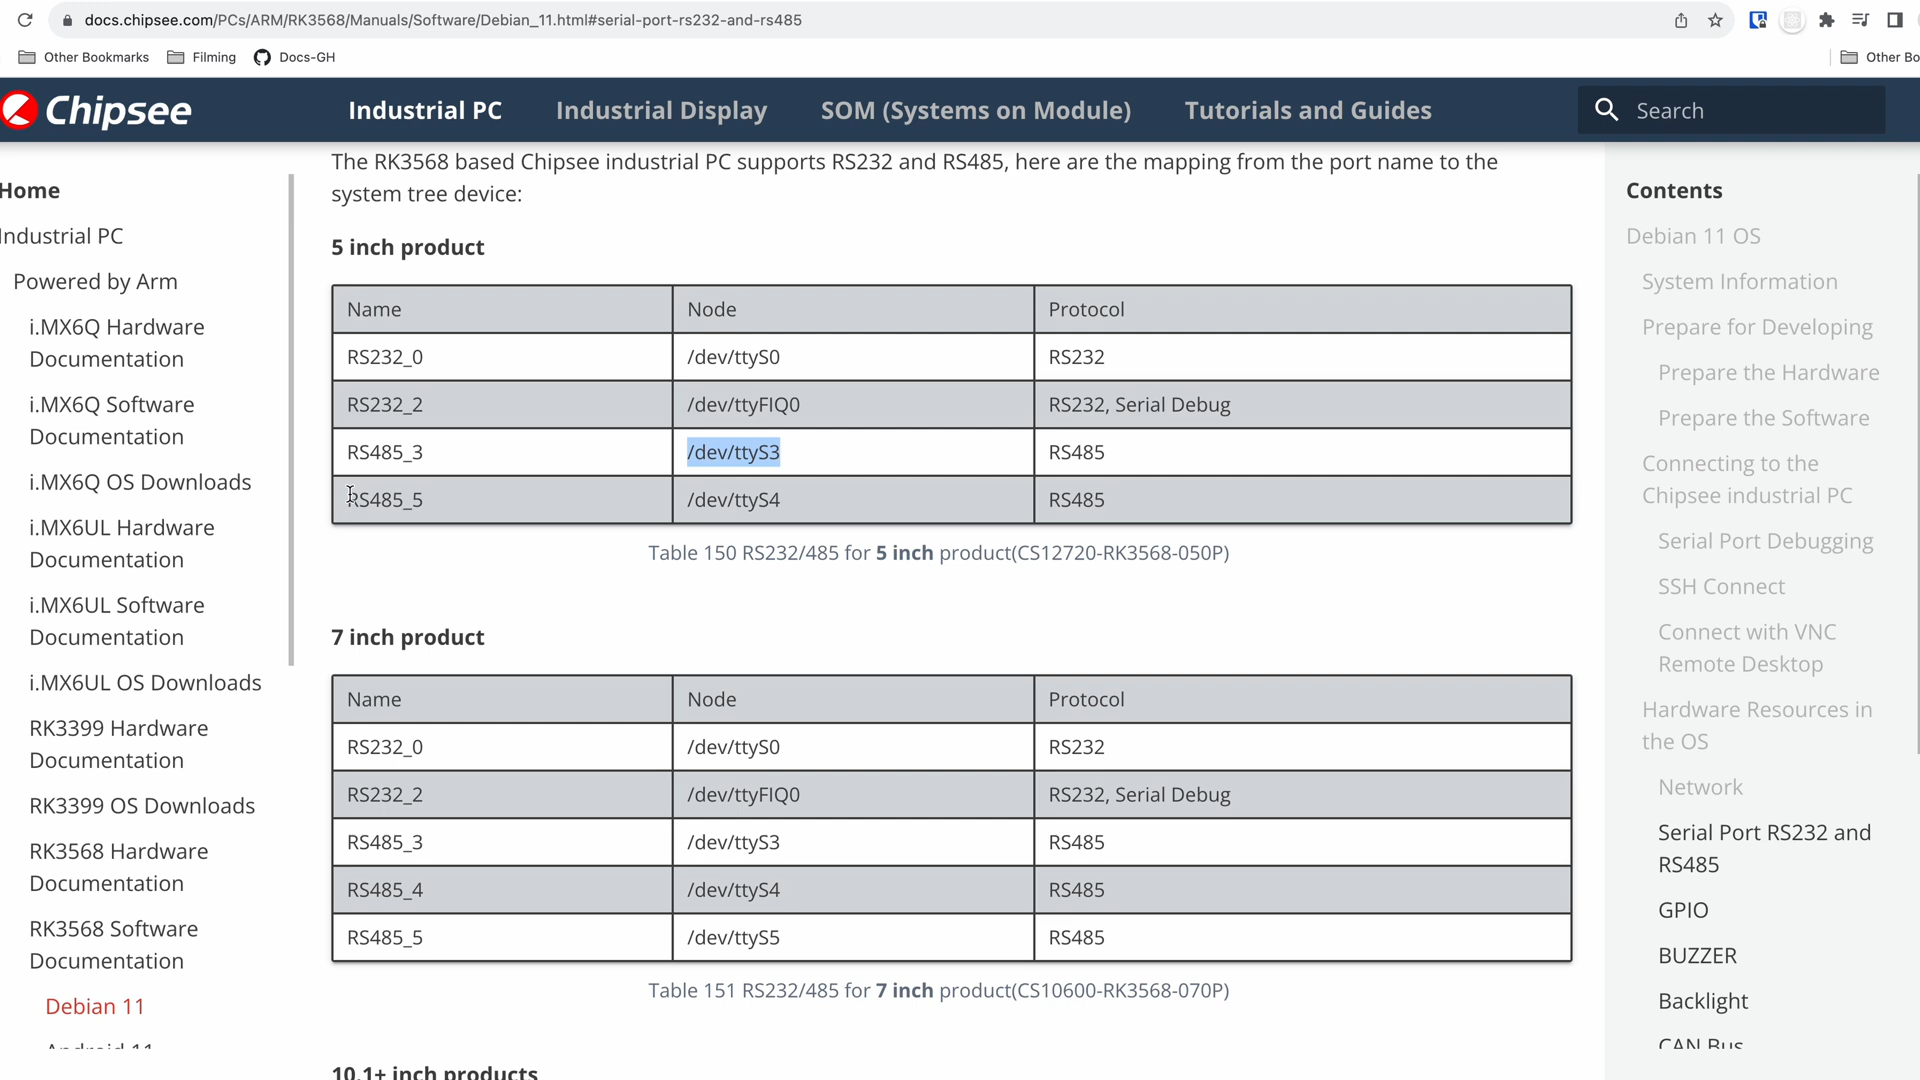 docs.chipsee.com/PCs/ARM/RK3568/Manuals/Software/Debian_11.html#serial-port-rs232-and-rs485
Other Bookmarks
Filming
Docs-GH
Other Bo
Chipsee
Industrial PC
Industrial Display
SOM (Systems on Module)
Tutorials and Guides
Search
Home
Industrial PC
Powered by Arm
i.MX6Q Hardware
Documentation
i.MX6Q Software
Documentation
i.MX6Q OS Downloads
i.MX6UL Hardware
Documentation
i.MX6UL Software
Documentation
i.MX6UL OS Downloads
RK3399 Hardware
Documentation
RK3399 OS Downloads
RK3568 Hardware
Documentation
RK3568 Software
Documentation
Debian 11
Android 11
The RK3568 based Chipsee industrial PC supports RS232 and RS485, here are the mapping from the port name to the
system tree device:
5 inch product
Name Node Protocol
RS232_0 /dev/ttyS0 RS232
RS232_2 /dev/ttyFIQ0 RS232, Serial Debug
RS485_3 /dev/ttyS3 RS485
RS485_5 /dev/ttyS4 RS485
Table 150 RS232/485 for 5 inch product(CS12720-RK3568-050P)
7 inch product
Name Node Protocol
RS232_0 /dev/ttyS0 RS232
RS232_2 /dev/ttyFIQ0 RS232, Serial Debug
RS485_3 /dev/ttyS3 RS485
RS485_4 /dev/ttyS4 RS485
RS485_5 /dev/ttyS5 RS485
Table 151 RS232/485 for 7 inch product(CS10600-RK3568-070P)
10.1+ inch products
Contents
Debian 11 OS
System Information
Prepare for Developing
Prepare the Hardware
Prepare the Software
Connecting to the
Chipsee industrial PC
Serial Port Debugging
SSH Connect
Connect with VNC
Remote Desktop
Hardware Resources in
the OS
Network
Serial Port RS232 and
RS485
GPIO
BUZZER
Backlight
CAN Bus